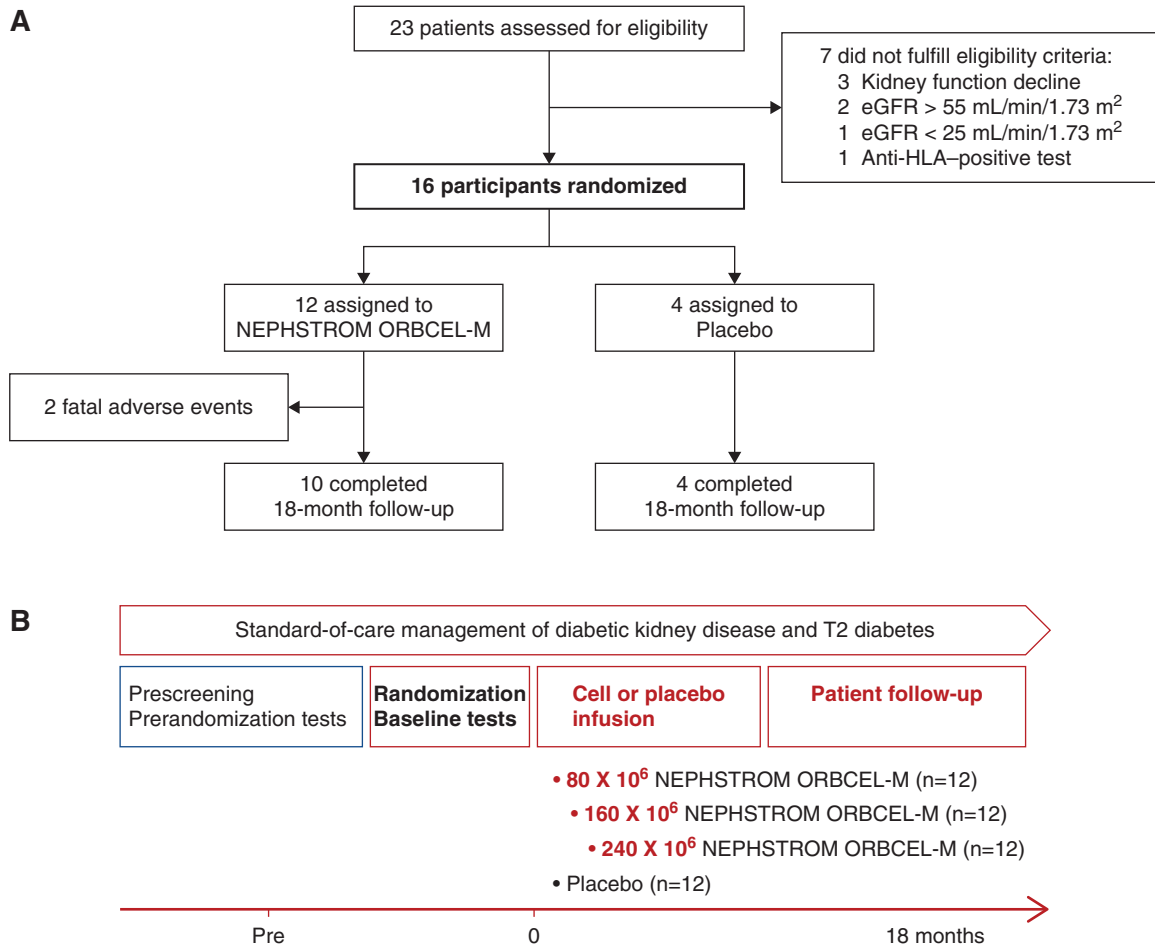 A
23 patients assessed for eligibility
7 did not fulfill eligibility criteria:
3 Kidney function decline
2 eGFR > 55 mL/min/1.73 m²
1 eGFR < 25 mL/min/1.73 m²
1 Anti-HLA–positive test
16 participants randomized
12 assigned to
NEPHSTROM ORBCEL-M
4 assigned to
Placebo
2 fatal adverse events
10 completed
18-month follow-up
4 completed
18-month follow-up
B
Standard-of-care management of diabetic kidney disease and T2 diabetes
Prescreening
Prerandomization tests
Randomization
Baseline tests
Cell or placebo
infusion
Patient follow-up
• 80 X 10⁶ NEPHSTROM ORBCEL-M (n=12)
• 160 X 10⁶ NEPHSTROM ORBCEL-M (n=12)
• 240 X 10⁶ NEPHSTROM ORBCEL-M (n=12)
• Placebo (n=12)
Pre
0
18 months